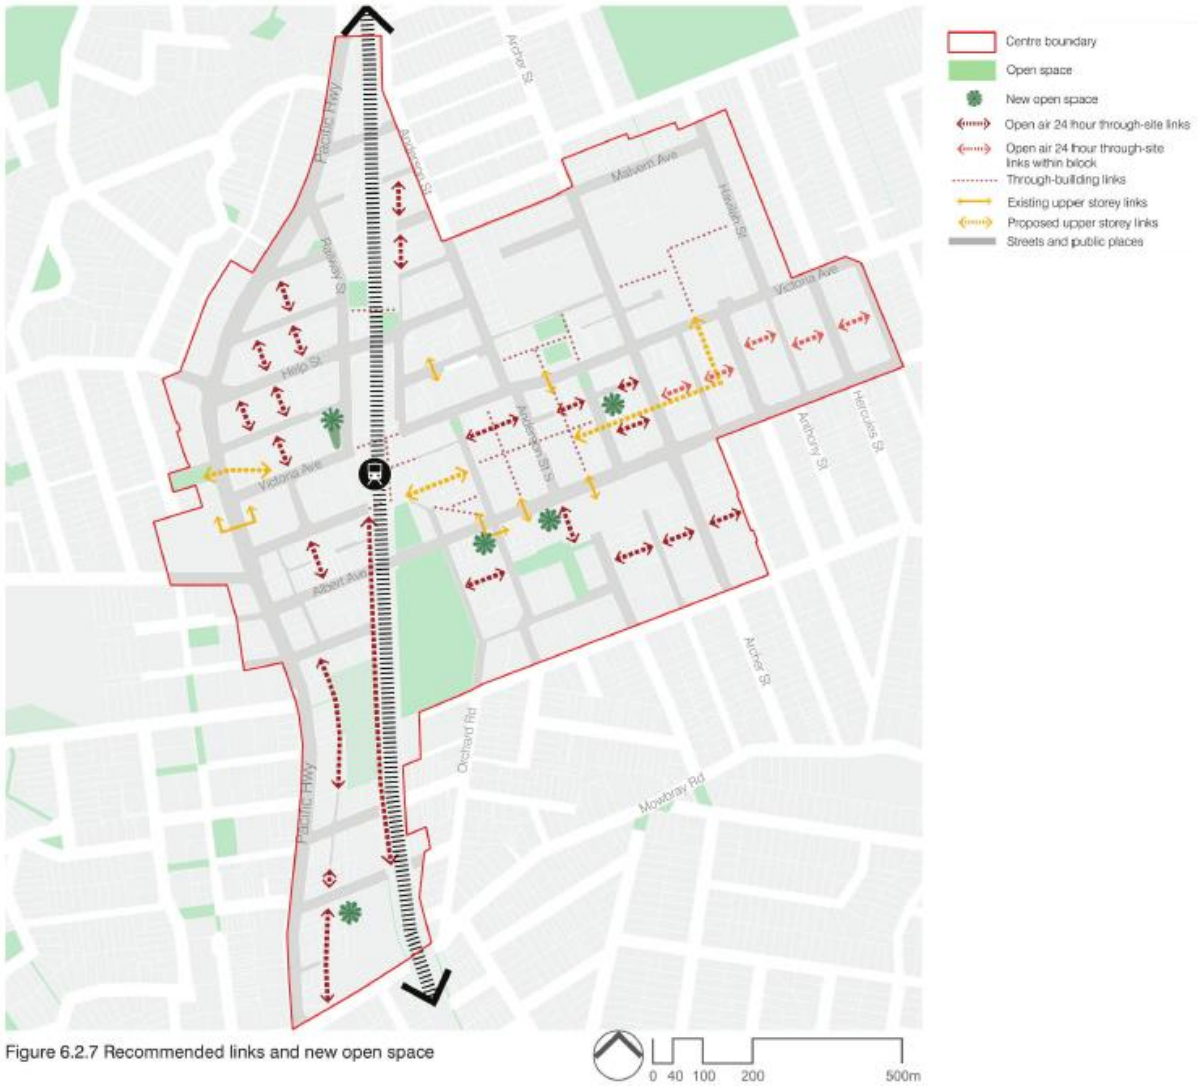 Centre boundary
Open space
New open space
Open air 24 hour through-site links
Open air 24 hour through-site
links within block
Through-building links
Existing upper storey links
Proposed upper storey links
Streets and public places
Archer St
Pacific Hwy
Anderson St
Malvern Ave
Havilah St
Railway St
Victoria Ave
Help St
Anderson St S
Hercules St
Anthony St
Victoria Ave
Albert Ave
Archer St
Orchard Rd
Pacific Hwy
Mowbray Rd
Figure 6.2.7 Recommended links and new open space
0 40 100 200 500m